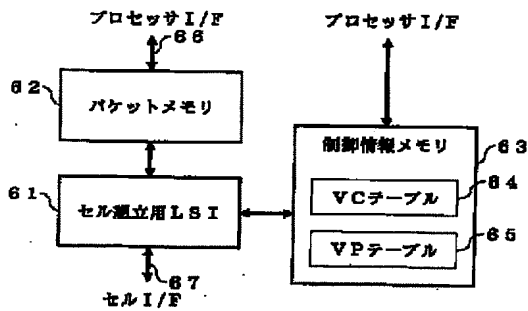 プロセッサI/F
プロセッサI/F
66
62
パケットメモリ
制御情報メモリ
63
61
セル組立用LSI
VCテーブル
64
VPテーブル
65
67
セルI/F